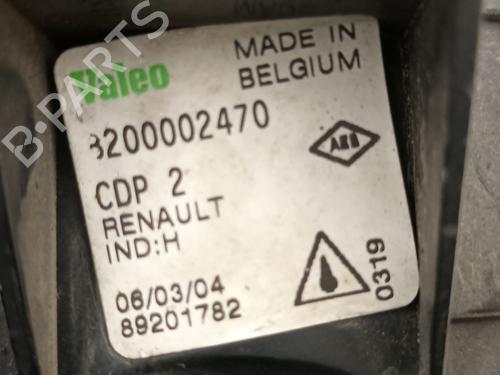 Valeo
MADE IN
BELGIUM
8200002470
CDP 2
RENAULT
IND:H
06/03/04
89201782
0319
B-PARTS